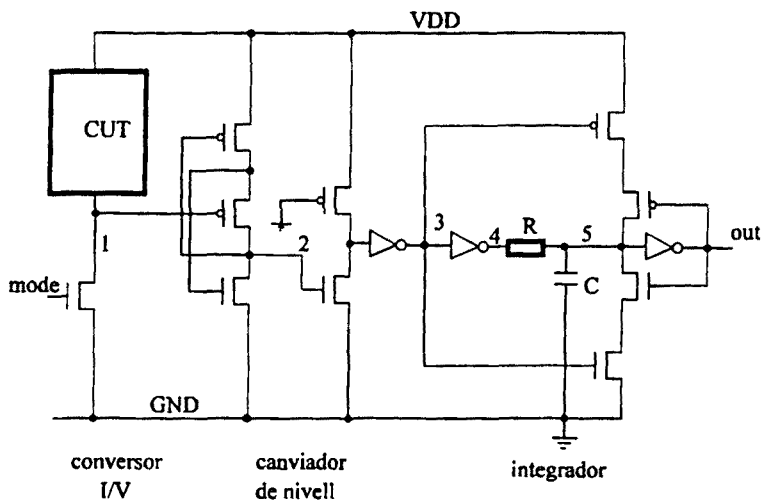 VDD
CUT
1
2
3
4
R
5
out
mode
C
GND
conversor
I/V
canviador
de nivell
integrador